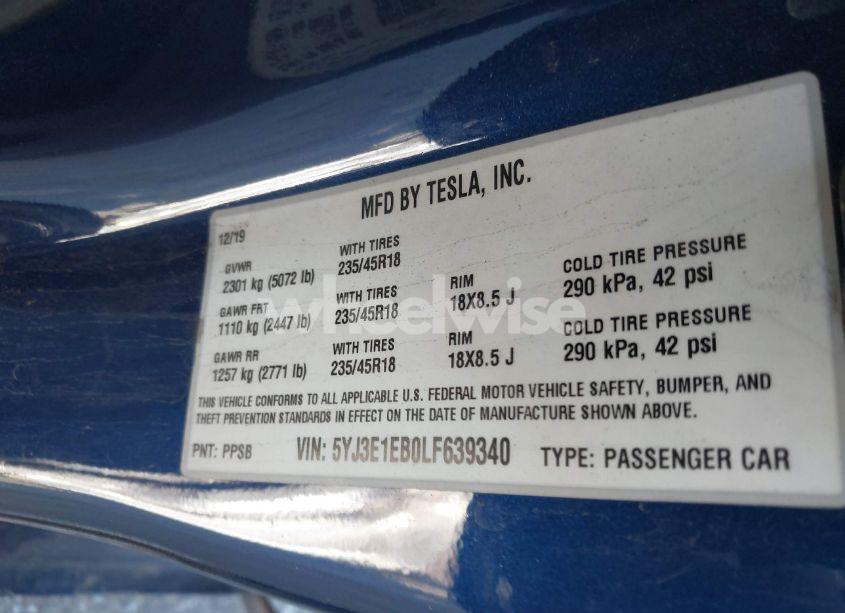 MFD BY TESLA, INC.
12/19
GVWR WITH TIRES
2301 kg (5072 lb) 235/45R18
GAWR FRT WITH TIRES RIM COLD TIRE PRESSURE
1110 kg (2447 lb) 235/45R18 18X8.5 J 290 kPa, 42 psi
GAWR RR WITH TIRES RIM COLD TIRE PRESSURE
1257 kg (2771 lb) 235/45R18 18X8.5 J 290 kPa, 42 psi
THIS VEHICLE CONFORMS TO ALL APPLICABLE U.S. FEDERAL MOTOR VEHICLE SAFETY, BUMPER, AND
THEFT PREVENTION STANDARDS IN EFFECT ON THE DATE OF MANUFACTURE SHOWN ABOVE.
PNT: PPSB VIN: 5YJ3E1EB0LF639340 TYPE: PASSENGER CAR
wheelwise